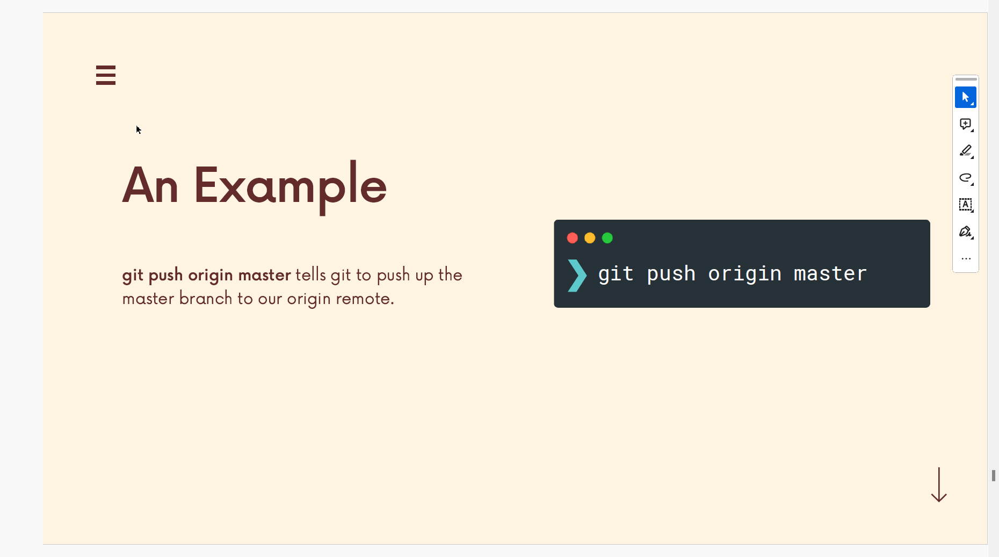 An Example
git push origin master tells git to push up the
master branch to our origin remote.
❯ git push origin master